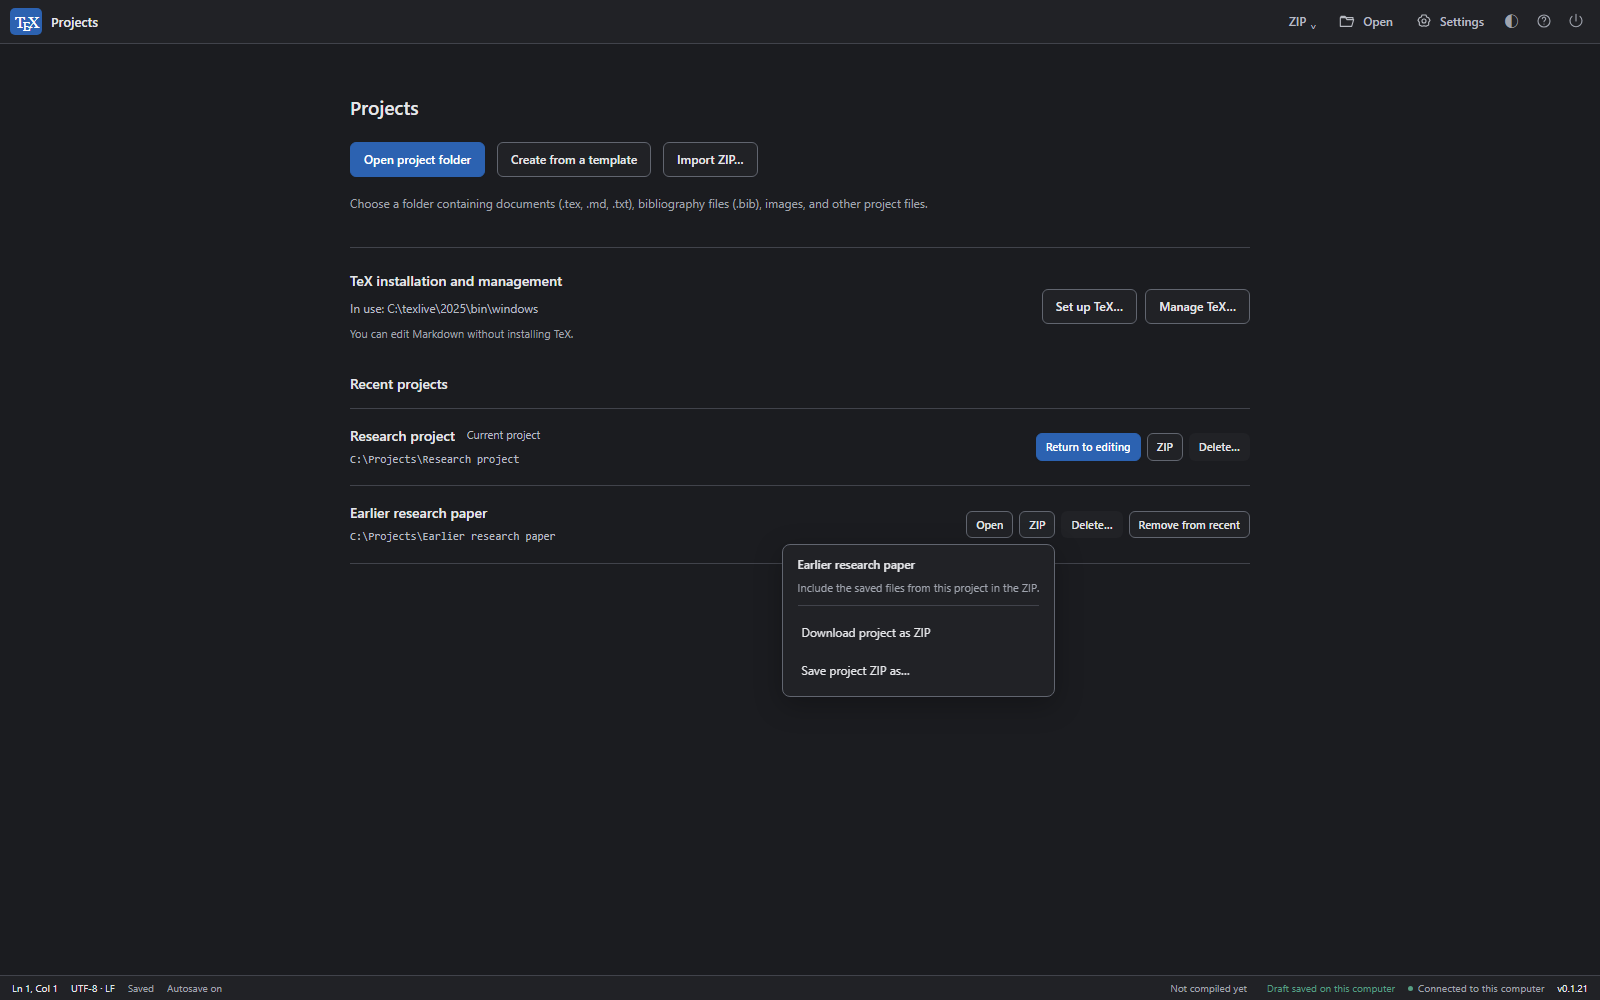 TEX Projects
ZIP Open Settings
Projects
Open project folder Create from a template Import ZIP...
Choose a folder containing documents (.tex, .md, .txt), bibliography files (.bib), images, and other project files.
TeX installation and management
In use: C:\texlive\2025\bin\windows
You can edit Markdown without installing TeX.
Set up TeX... Manage TeX...
Recent projects
Research project Current project
C:\Projects\Research project
Return to editing ZIP Delete...
Earlier research paper
C:\Projects\Earlier research paper
Open ZIP Delete... Remove from recent
Earlier research paper
Include the saved files from this project in the ZIP.
Download project as ZIP
Save project ZIP as...
Ln 1, Col 1 UTF-8 · LF Saved Autosave on Not compiled yet Draft saved on this computer Connected to this computer v0.1.21